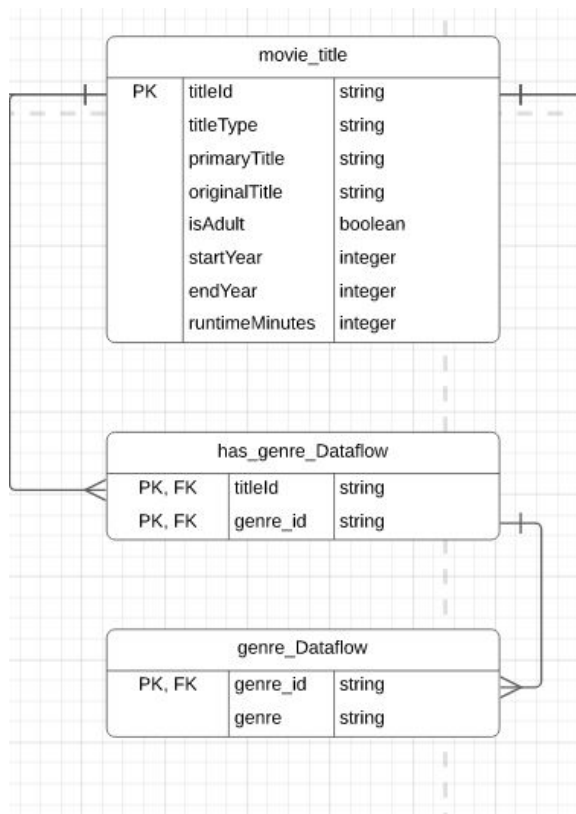 movie_title
PK titleId string
titleType string
primaryTitle string
originalTitle string
isAdult boolean
startYear integer
endYear integer
runtimeMinutes integer
has_genre_Dataflow
PK, FK titleId string
PK, FK genre_id string
genre_Dataflow
PK, FK genre_id string
genre string